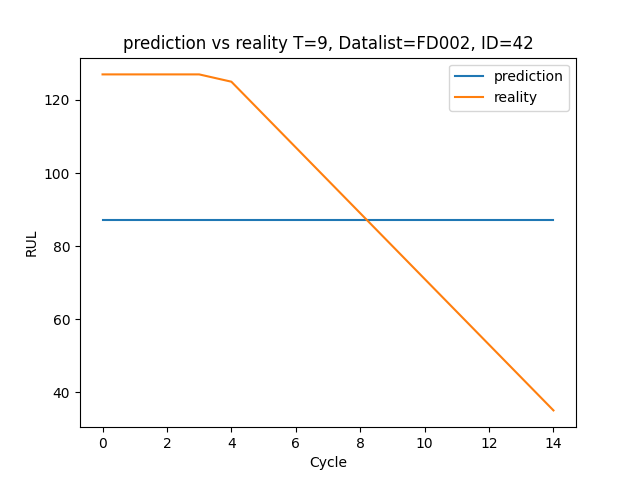 prediction vs reality T=9, Datalist=FD002, ID=42
prediction
reality
120
100
80
60
40
RUL
0 2 4 6 8 10 12 14
Cycle